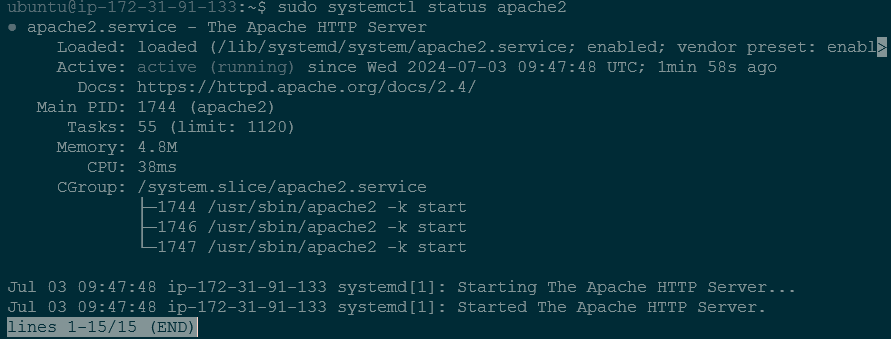 ubuntu@ip-172-31-91-133:~$ sudo systemctl status apache2
● apache2.service - The Apache HTTP Server
     Loaded: loaded (/lib/systemd/system/apache2.service; enabled; vendor preset: enabl>
     Active: active (running) since Wed 2024-07-03 09:47:48 UTC; 1min 58s ago
       Docs: https://httpd.apache.org/docs/2.4/
   Main PID: 1744 (apache2)
      Tasks: 55 (limit: 1120)
     Memory: 4.8M
        CPU: 38ms
     CGroup: /system.slice/apache2.service
             ├─1744 /usr/sbin/apache2 -k start
             ├─1746 /usr/sbin/apache2 -k start
             └─1747 /usr/sbin/apache2 -k start

Jul 03 09:47:48 ip-172-31-91-133 systemd[1]: Starting The Apache HTTP Server...
Jul 03 09:47:48 ip-172-31-91-133 systemd[1]: Started The Apache HTTP Server.
lines 1-15/15 (END)